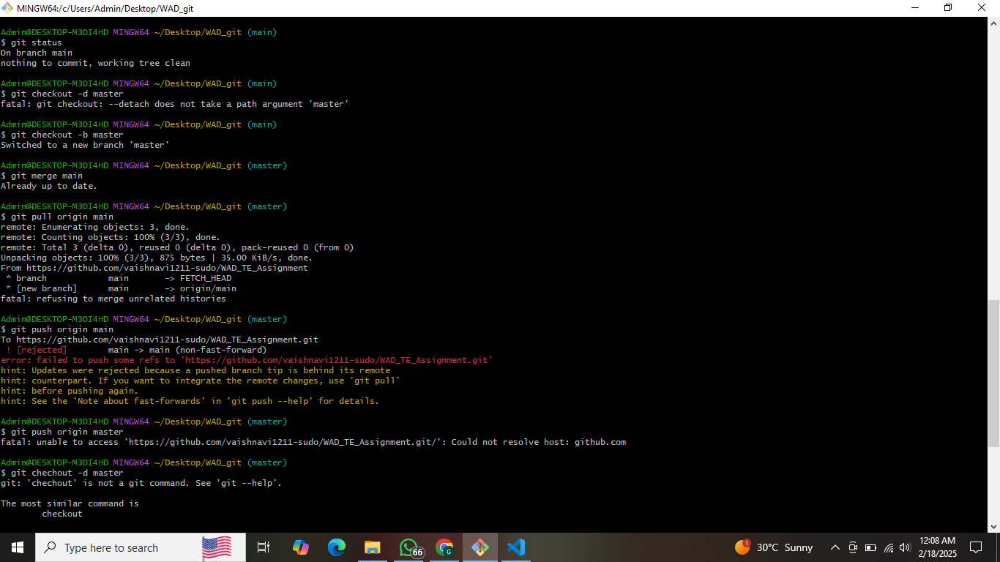 MINGW64:/c/Users/Admin/Desktop/WAD_git
Admin@DESKTOP-M3OI4HD MINGW64 ~/Desktop/WAD_git (main)
$ git status
On branch main
nothing to commit, working tree clean
Admin@DESKTOP-M3OI4HD MINGW64 ~/Desktop/WAD_git (main)
$ git checkout -d master
fatal: git checkout: --detach does not take a path argument 'master'
Admin@DESKTOP-M3OI4HD MINGW64 ~/Desktop/WAD_git (main)
$ git checkout -b master
Switched to a new branch 'master'
Admin@DESKTOP-M3OI4HD MINGW64 ~/Desktop/WAD_git (master)
$ git merge main
Already up to date.
Admin@DESKTOP-M3OI4HD MINGW64 ~/Desktop/WAD_git (master)
$ git pull origin main
remote: Enumerating objects: 3, done.
remote: Counting objects: 100% (3/3), done.
remote: Total 3 (delta 0), reused 0 (delta 0), pack-reused 0 (from 0)
Unpacking objects: 100% (3/3), 875 bytes | 35.00 KiB/s, done.
From https://github.com/vaishnavi1211-sudo/WAD_TE_Assignment
 * branch            main       -> FETCH_HEAD
 * [new branch]      main       -> origin/main
fatal: refusing to merge unrelated histories
Admin@DESKTOP-M3OI4HD MINGW64 ~/Desktop/WAD_git (master)
$ git push origin main
To https://github.com/vaishnavi1211-sudo/WAD_TE_Assignment.git
 ! [rejected]        main -> main (non-fast-forward)
error: failed to push some refs to 'https://github.com/vaishnavi1211-sudo/WAD_TE_Assignment.git'
hint: Updates were rejected because a pushed branch tip is behind its remote
hint: counterpart. If you want to integrate the remote changes, use 'git pull'
hint: before pushing again.
hint: See the 'Note about fast-forwards' in 'git push --help' for details.
Admin@DESKTOP-M3OI4HD MINGW64 ~/Desktop/WAD_git (master)
$ git push origin master
fatal: unable to access 'https://github.com/vaishnavi1211-sudo/WAD_TE_Assignment.git/': Could not resolve host: github.com
Admin@DESKTOP-M3OI4HD MINGW64 ~/Desktop/WAD_git (master)
$ git chechout -d master
git: 'chechout' is not a git command. See 'git --help'.
The most similar command is
        checkout
Type here to search
66
G
1
30°C Sunny
12:08 AM
2/18/2025